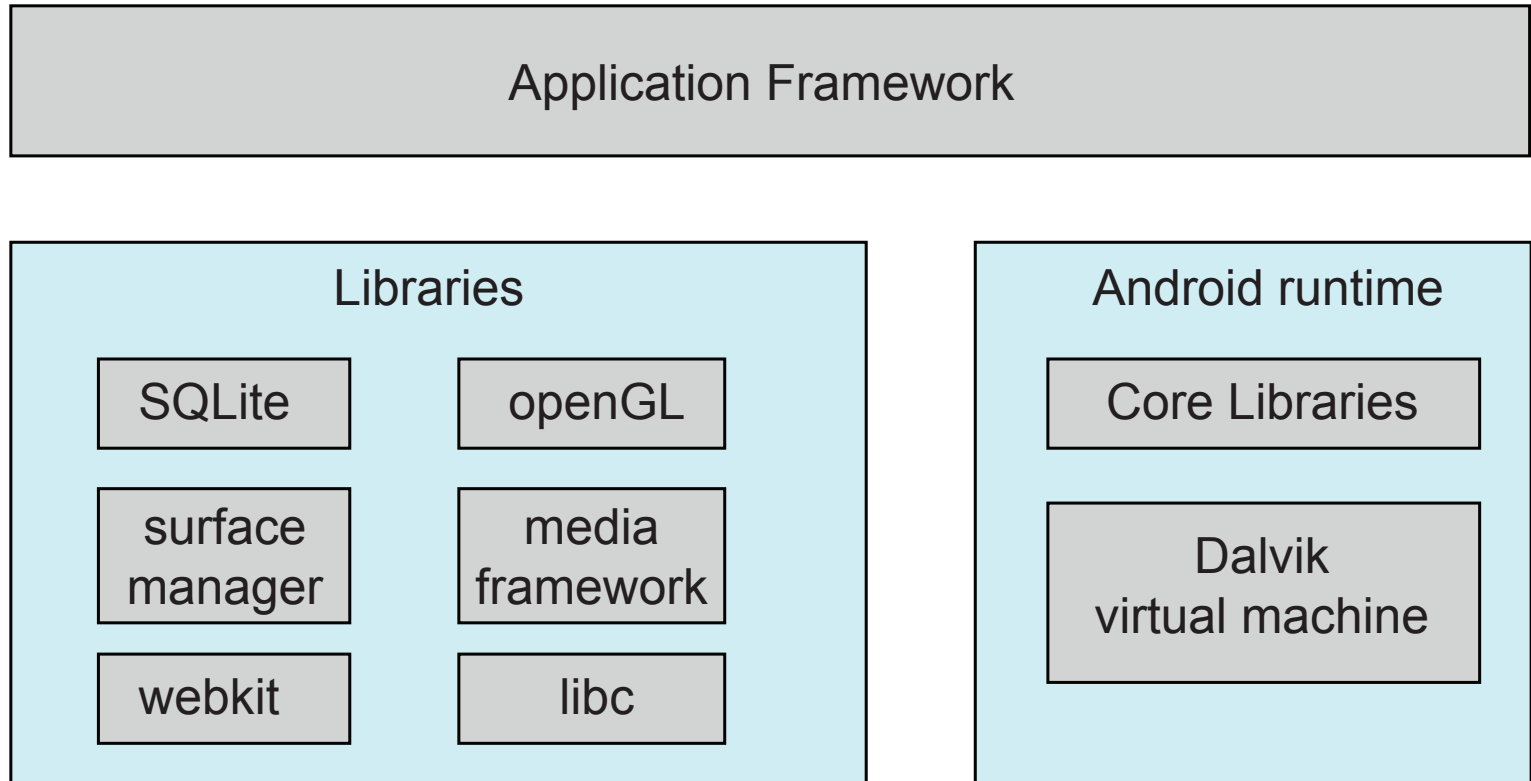 Application Framework
Libraries
SQLite
openGL
surface
manager
media
framework
webkit
libc
Android runtime
Core Libraries
Dalvik
virtual machine